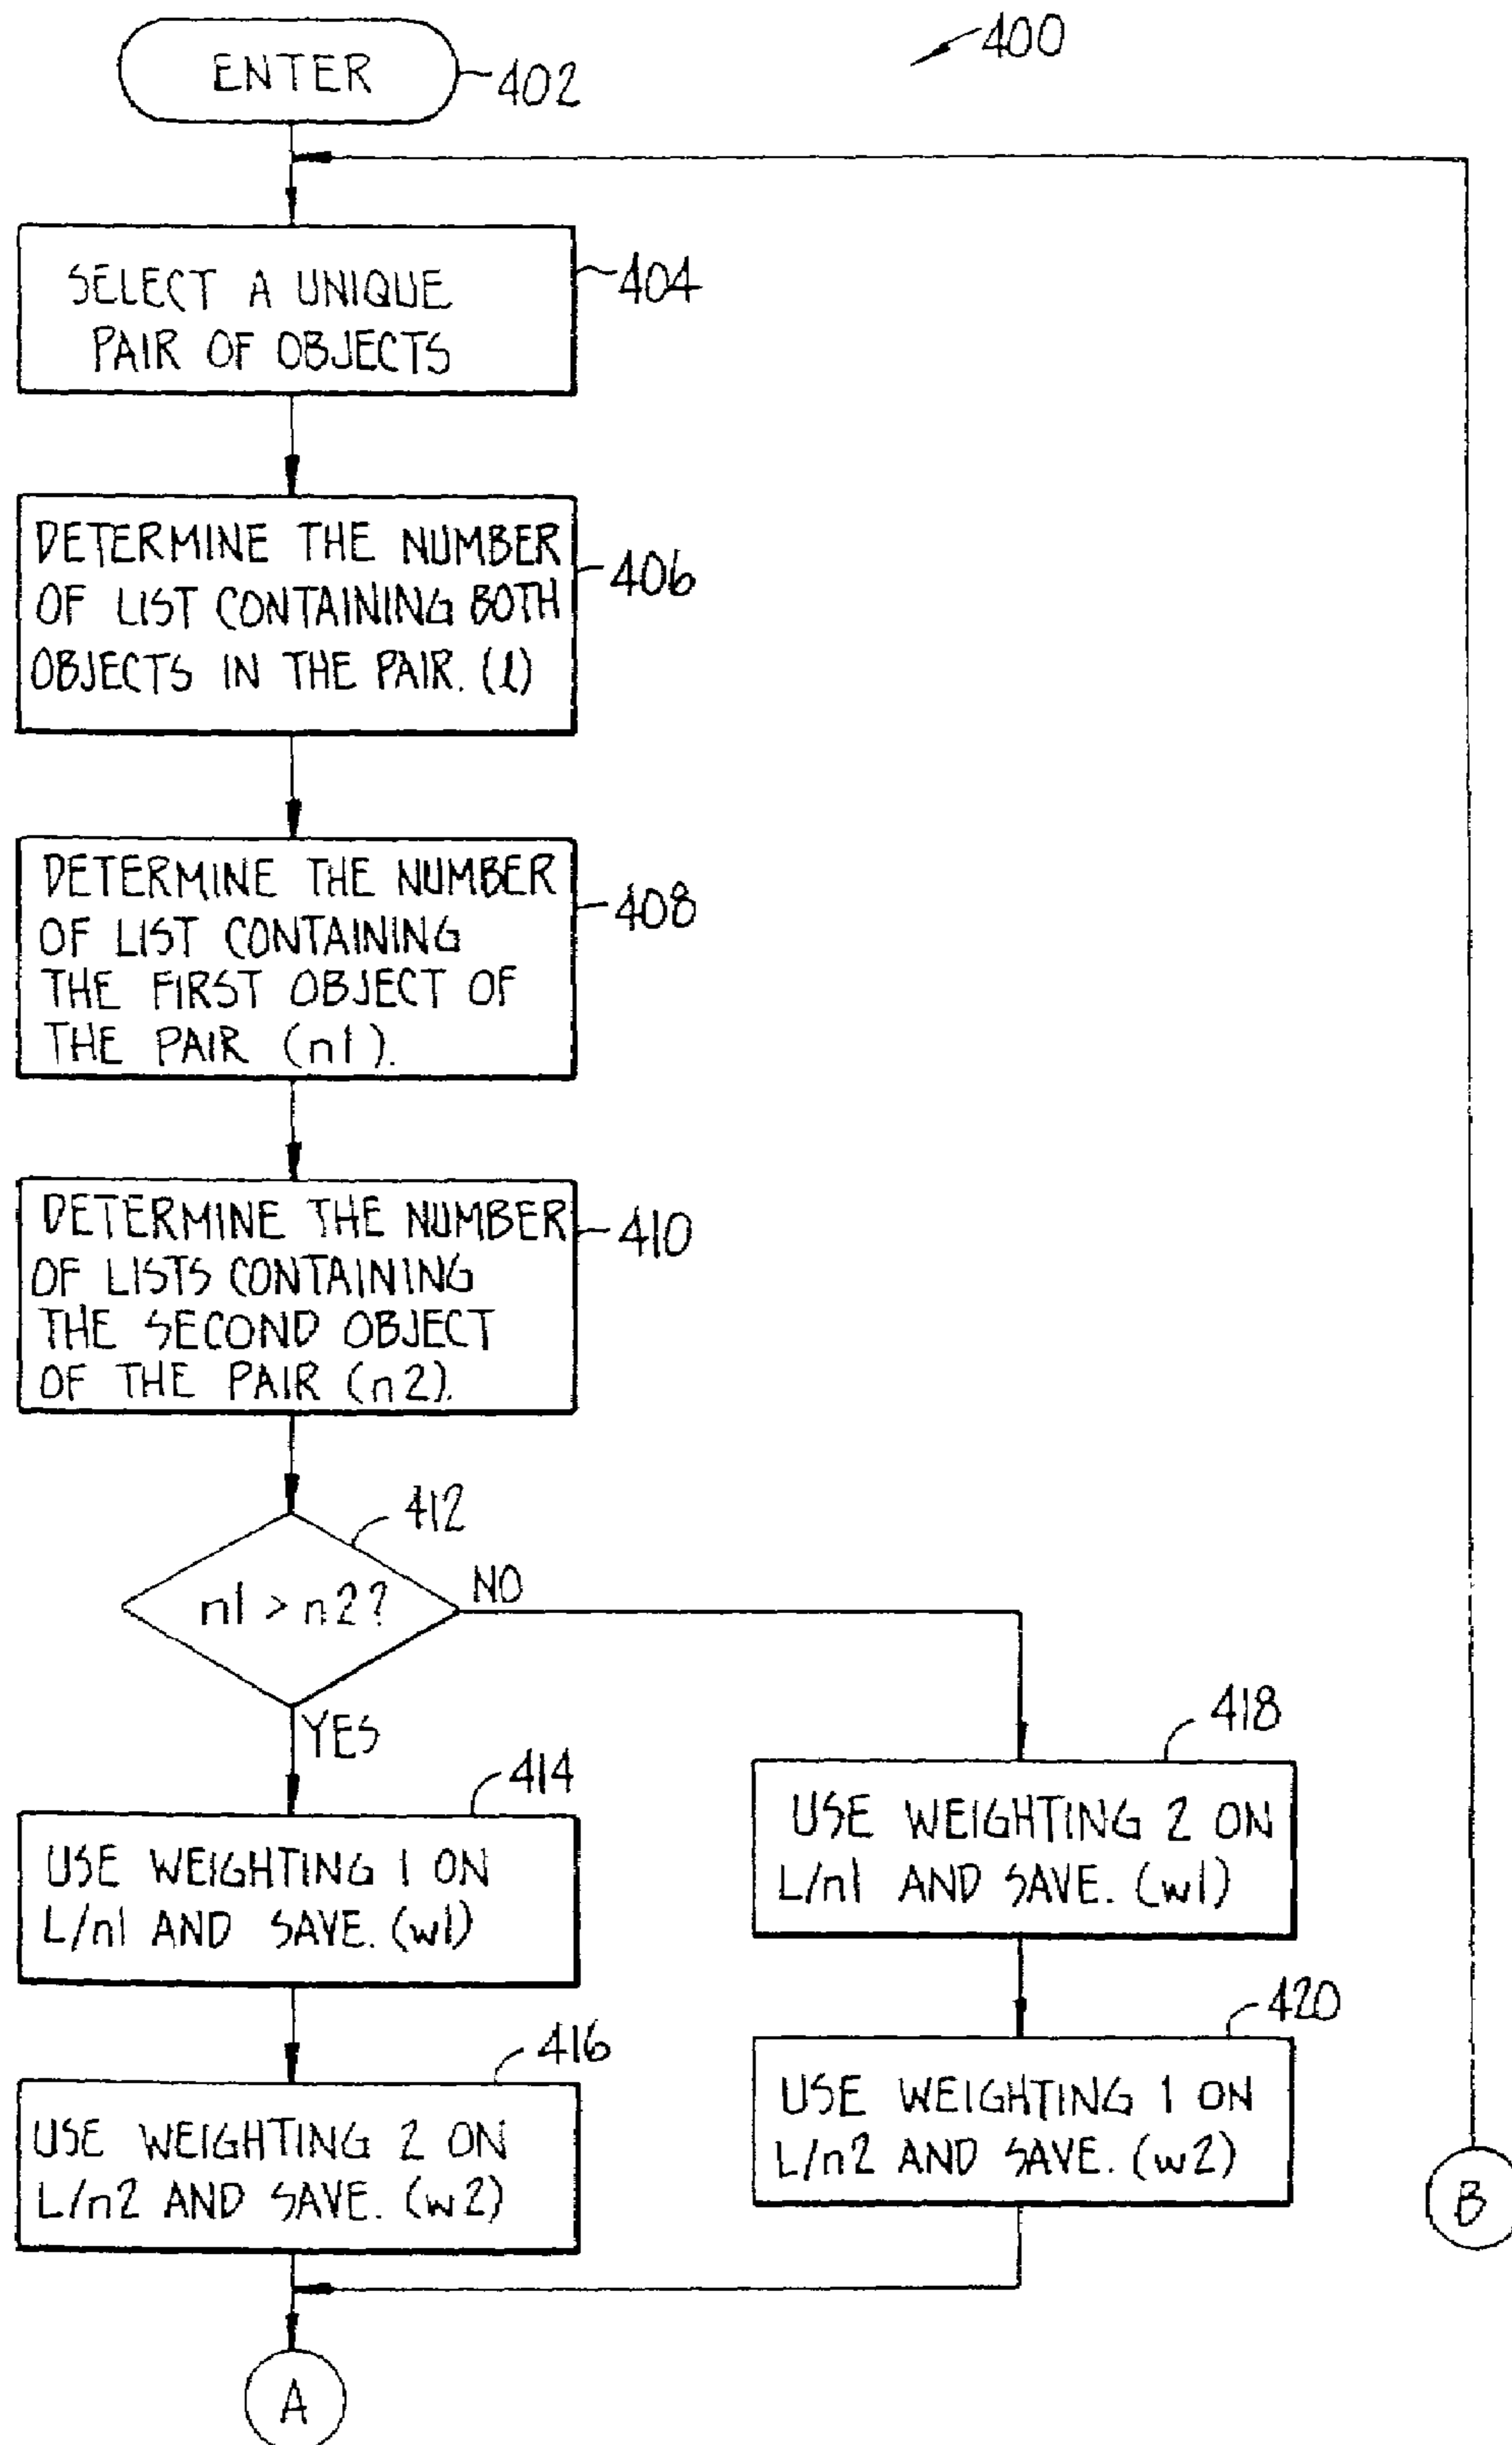 400
ENTER
402
SELECT A UNIQUE
PAIR OF OBJECTS
404
DETERMINE THE NUMBER
OF LIST CONTAINING BOTH
OBJECTS IN THE PAIR. (l)
406
DETERMINE THE NUMBER
OF LIST CONTAINING
THE FIRST OBJECT OF
THE PAIR (n1).
408
DETERMINE THE NUMBER
OF LISTS CONTAINING
THE SECOND OBJECT
OF THE PAIR (n2).
410
412
n1 > n2?
NO
YES
414
USE WEIGHTING 1 ON
L/n1 AND SAVE. (w1)
416
USE WEIGHTING 2 ON
L/n2 AND SAVE. (w2)
418
USE WEIGHTING 2 ON
L/n1 AND SAVE. (w1)
420
USE WEIGHTING 1 ON
L/n2 AND SAVE. (w2)
B
A